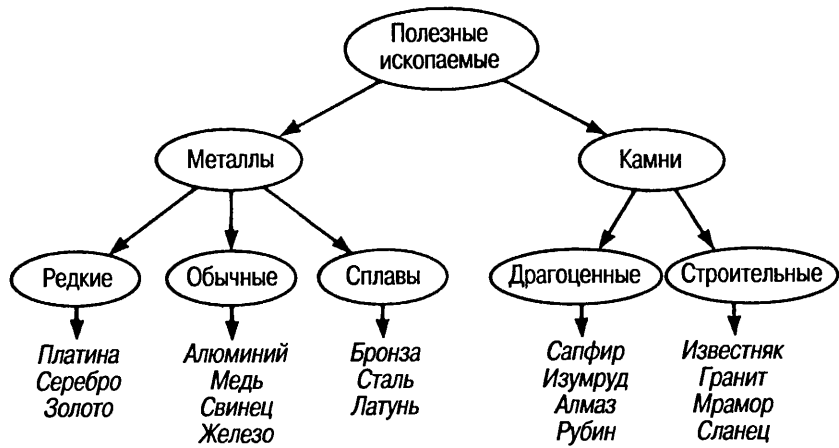 Полезные
ископаемые
Металлы
Камни
Редкие
Обычные
Сплавы
Драгоценные
Строительные
Платина
Серебро
Золото
Алюминий
Медь
Свинец
Железо
Бронза
Сталь
Латунь
Сапфир
Изумруд
Алмаз
Рубин
Известняк
Гранит
Мрамор
Сланец